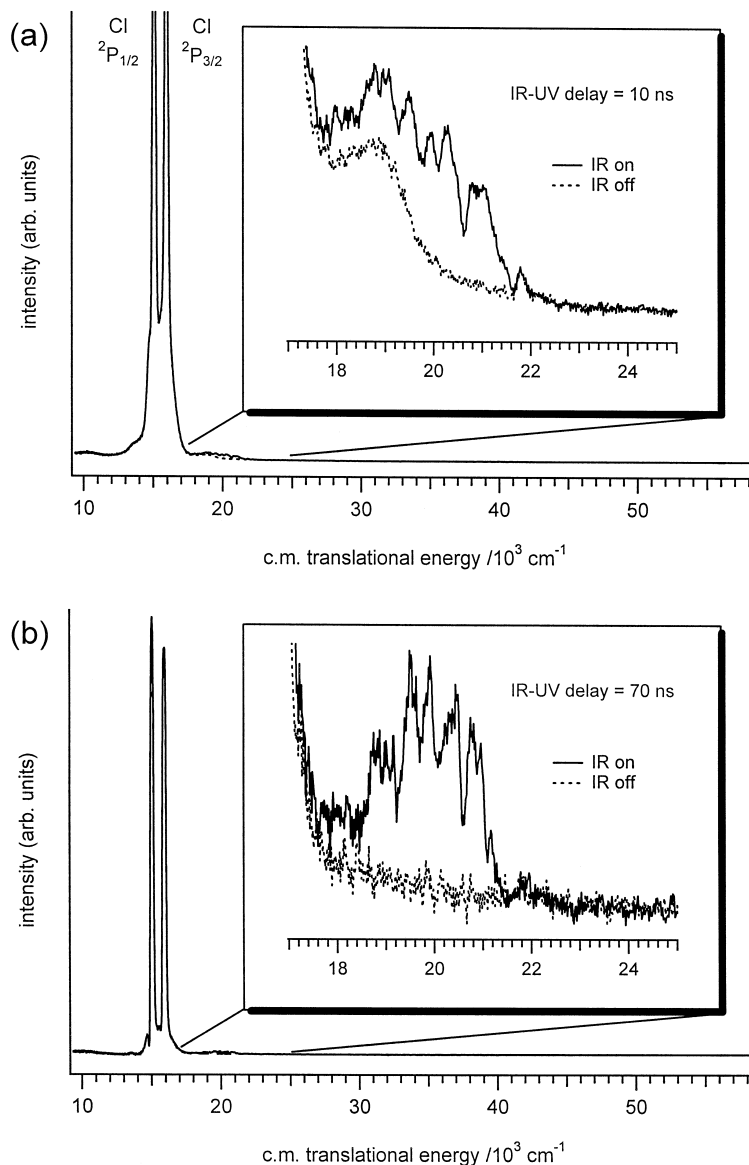 (a)
Cl Cl
²P₁/₂ ²P₃/₂
IR-UV delay = 10 ns
IR on
IR off
intensity (arb. units)
18 20 22 24
10 20 30 40 50
c.m. translational energy /10³ cm⁻¹
(b)
IR-UV delay = 70 ns
IR on
IR off
intensity (arb. units)
18 20 22 24
10 20 30 40 50
c.m. translational energy /10³ cm⁻¹